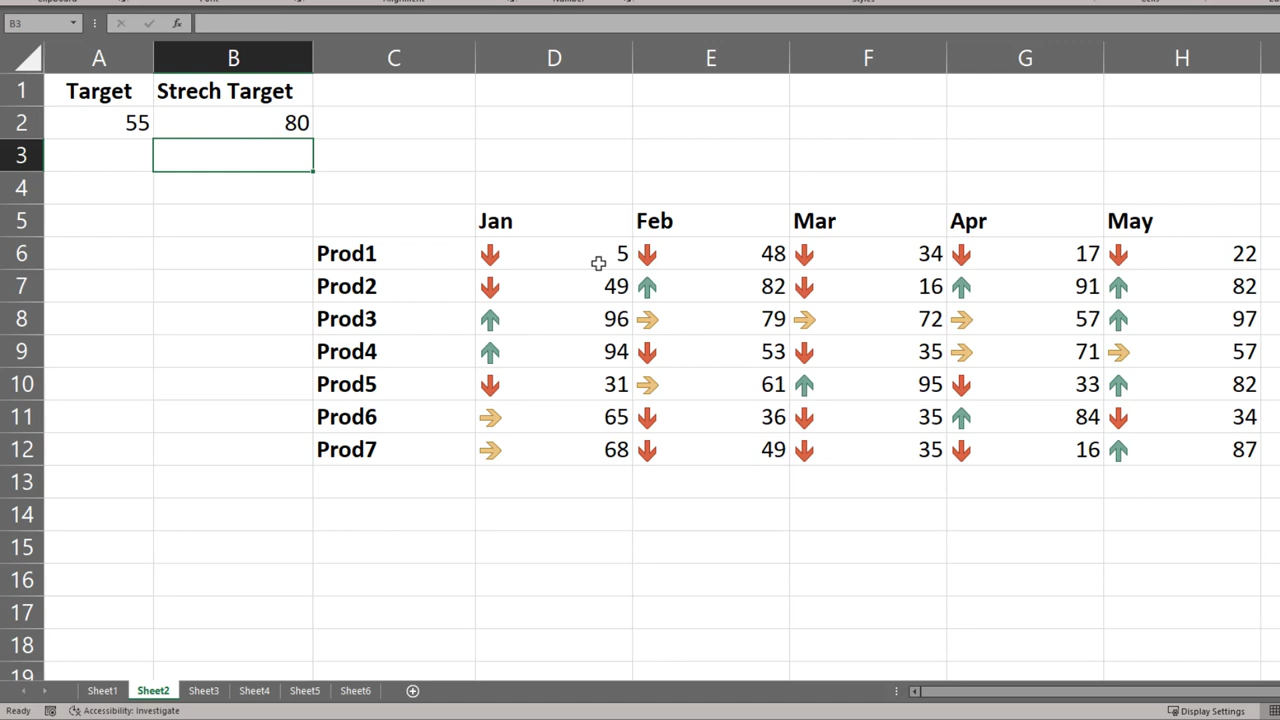 B3 fx
A B C D E F G H
1 Target Strech Target
2 55 80
3
4
5 Jan Feb Mar Apr May
6 Prod1 5 48 34 17 22
7 Prod2 49 82 16 91 82
8 Prod3 96 79 72 57 97
9 Prod4 94 53 35 71 57
10 Prod5 31 61 95 33 82
11 Prod6 65 36 35 84 34
12 Prod7 68 49 35 16 87
13
14
15
16
17
18
19
Sheet1 Sheet2 Sheet3 Sheet4 Sheet5 Sheet6
Ready Accessibility: Investigate Display Settings